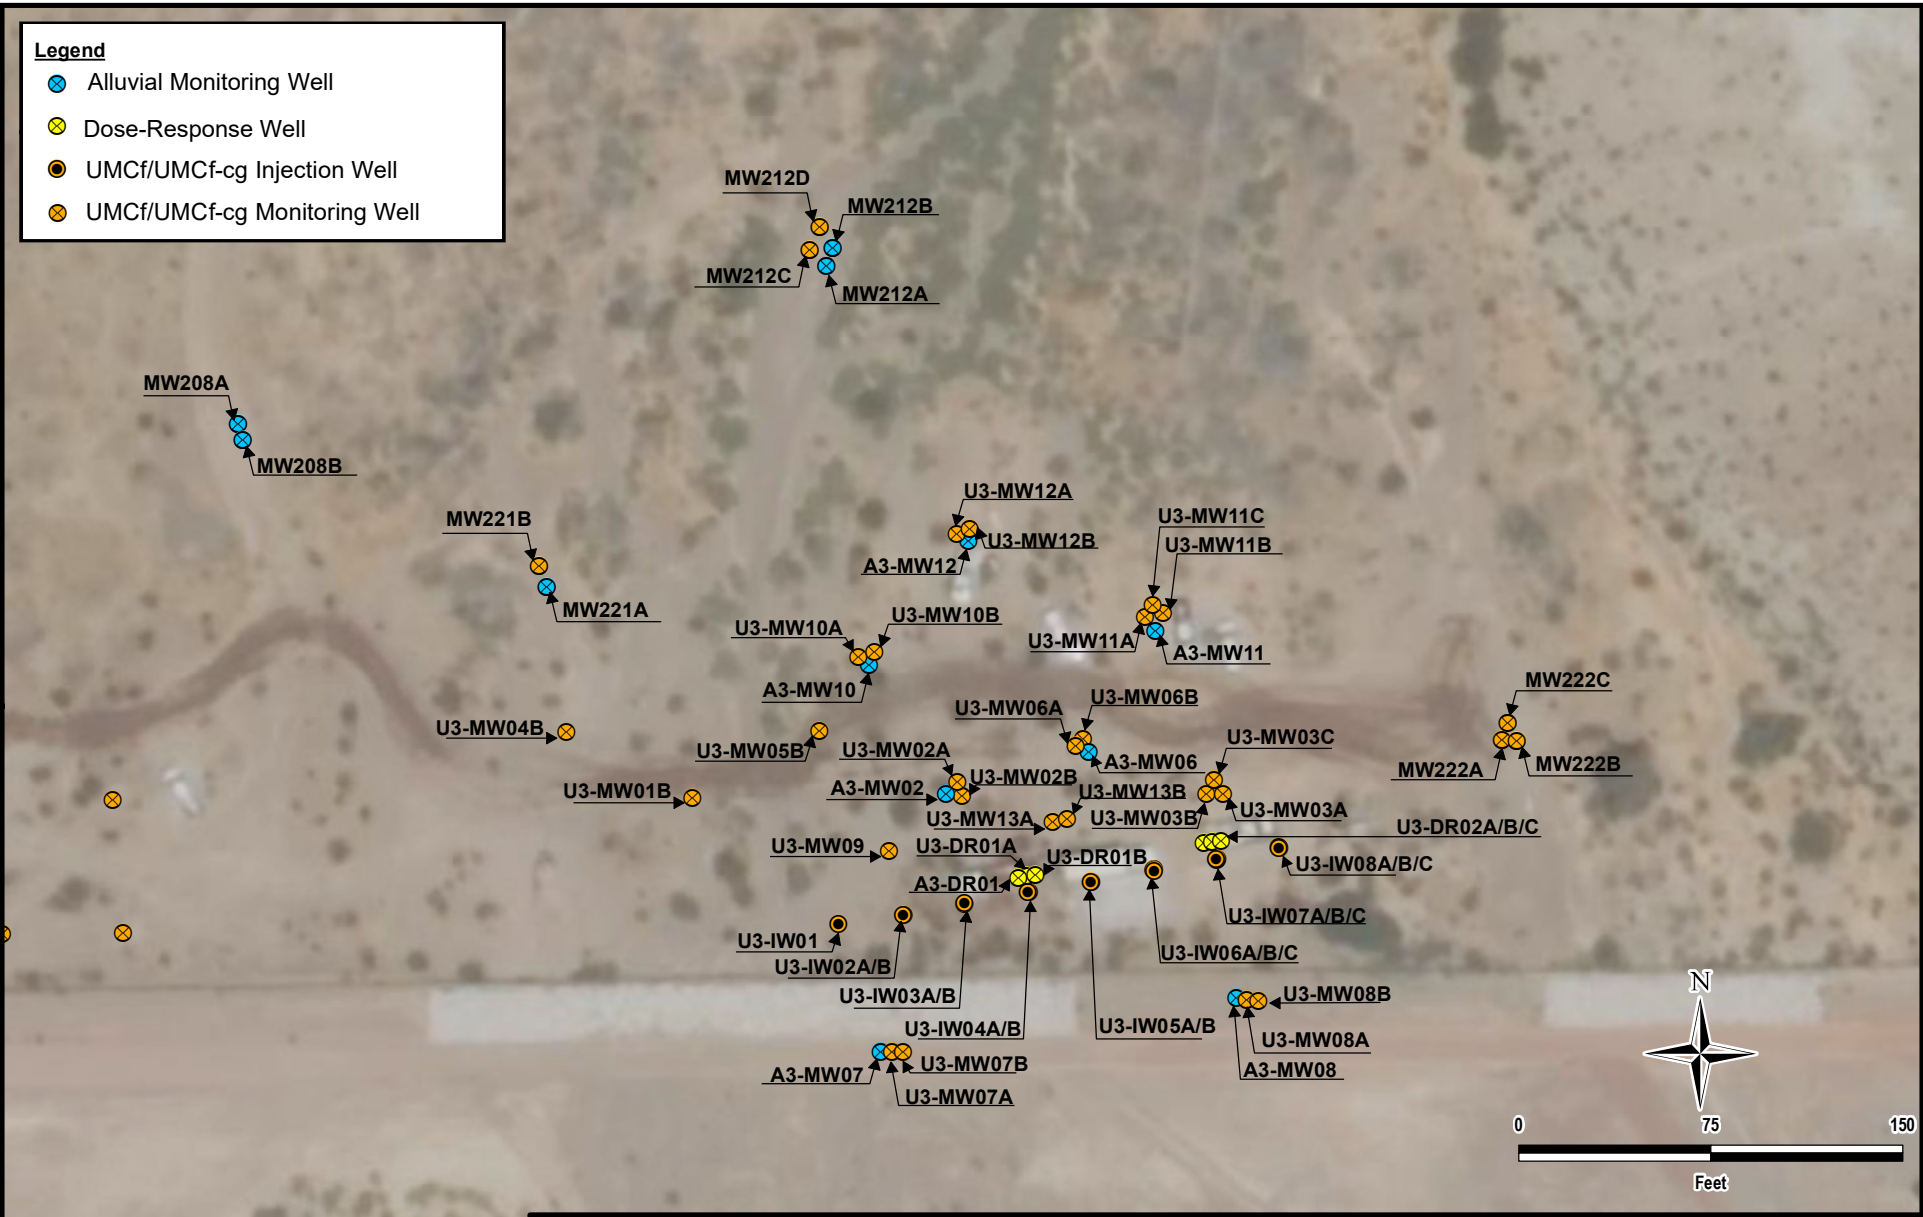 Legend
Alluvial Monitoring Well
Dose-Response Well
UMCf/UMCf-cg Injection Well
UMCf/UMCf-cg Monitoring Well
MW212D
MW212B
MW212C
MW212A
MW208A
MW208B
MW221B
MW221A
U3-MW12A
U3-MW12B
A3-MW12
U3-MW11C
U3-MW11B
U3-MW11A
A3-MW11
U3-MW10A
U3-MW10B
A3-MW10
U3-MW06A
U3-MW06B
A3-MW06
MW222C
MW222A
MW222B
U3-MW04B
U3-MW05B
U3-MW02A
U3-MW02B
A3-MW02
U3-MW03C
U3-MW01B
U3-MW13B
U3-MW13A
U3-MW03B
U3-MW03A
U3-DR02A/B/C
U3-MW09
U3-DR01A
U3-DR01B
A3-DR01
U3-IW08A/B/C
U3-IW07A/B/C
U3-IW01
U3-IW02A/B
U3-IW06A/B/C
U3-IW03A/B
U3-IW04A/B
U3-IW05A/B
U3-MW08B
U3-MW08A
A3-MW08
A3-MW07
U3-MW07B
U3-MW07A
N
0 75 150
Feet